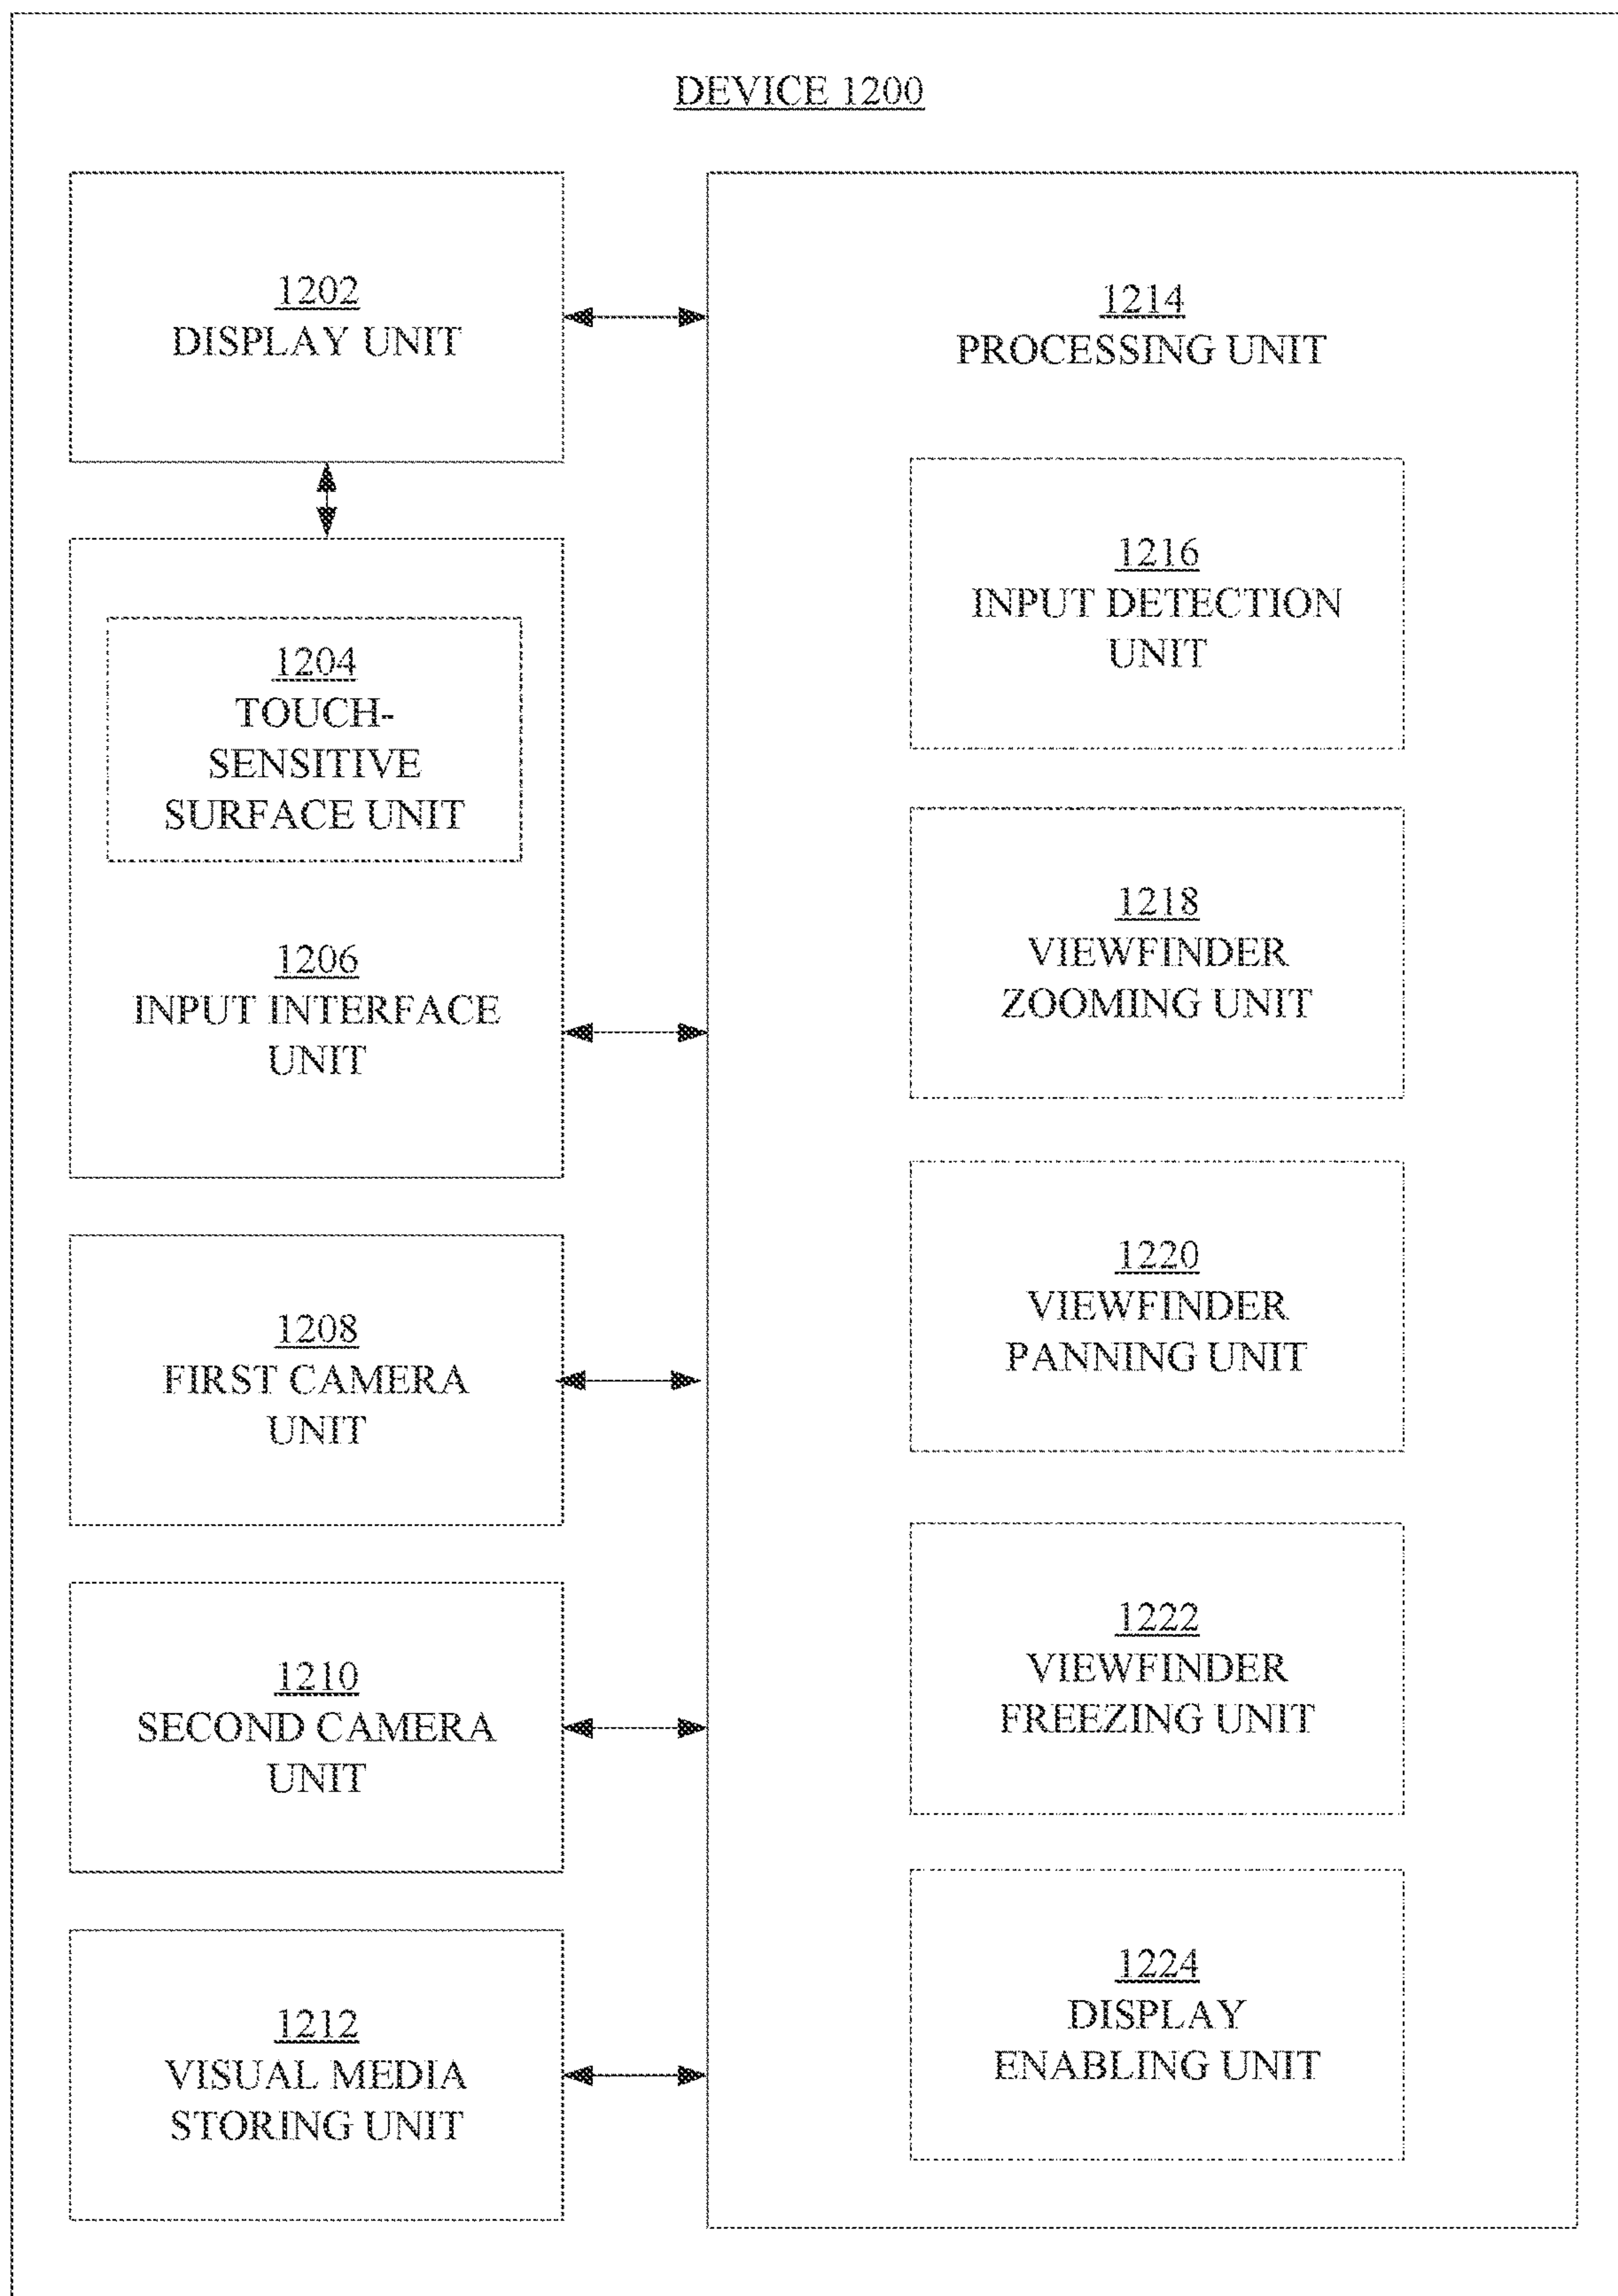 DEVICE 1200
1202
DISPLAY UNIT
1204
TOUCH-
SENSITIVE
SURFACE UNIT
1206
INPUT INTERFACE
UNIT
1208
FIRST CAMERA
UNIT
1210
SECOND CAMERA
UNIT
1212
VISUAL MEDIA
STORING UNIT
1214
PROCESSING UNIT
1216
INPUT DETECTION
UNIT
1218
VIEWFINDER
ZOOMING UNIT
1220
VIEWFINDER
PANNING UNIT
1222
VIEWFINDER
FREEZING UNIT
1224
DISPLAY
ENABLING UNIT